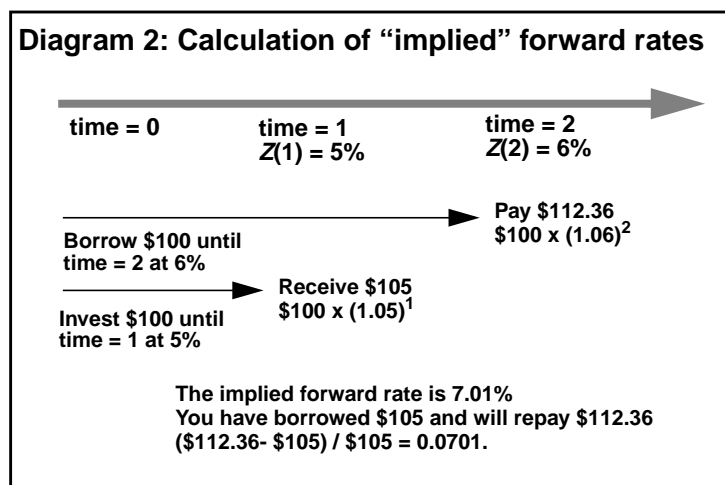 Diagram 2: Calculation of “implied” forward rates
time = 0
time = 1
Z(1) = 5%
time = 2
Z(2) = 6%
Pay $112.36
$100 x (1.06)2
Borrow $100 until
time = 2 at 6%
Receive $105
$100 x (1.05)1
Invest $100 until
time = 1 at 5%
The implied forward rate is 7.01%
You have borrowed $105 and will repay $112.36
($112.36- $105) / $105 = 0.0701.